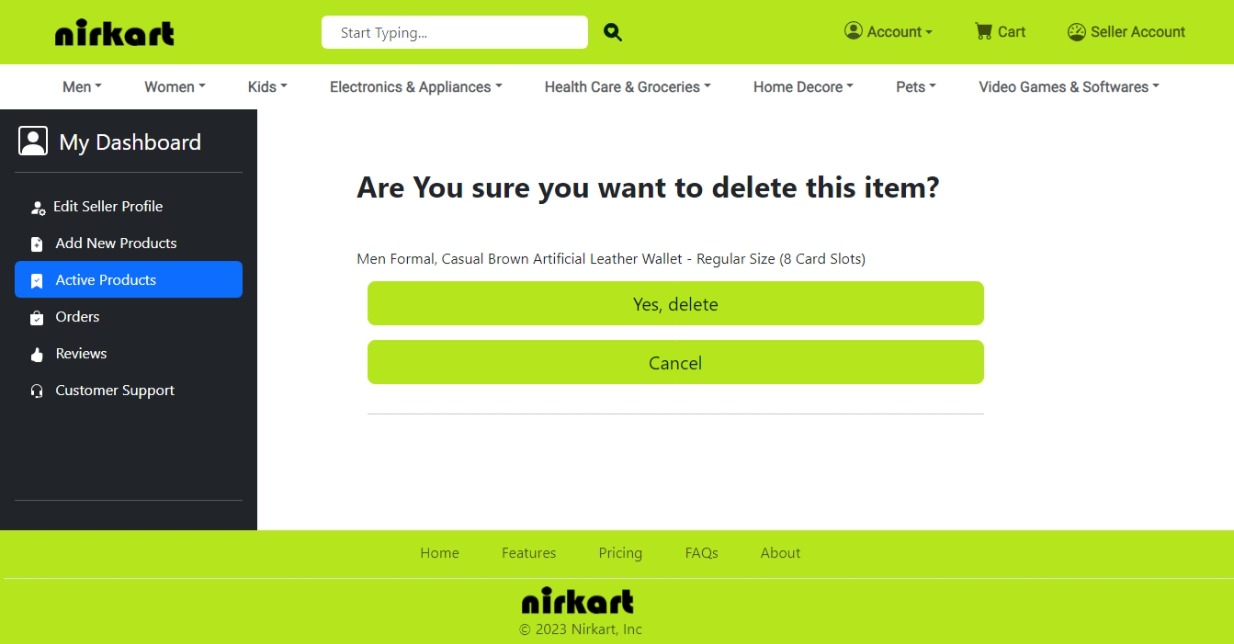 nirkart Start Typing... Account Cart Seller Account
Men Women Kids Electronics & Appliances Health Care & Groceries Home Decore Pets Video Games & Softwares
My Dashboard
Edit Seller Profile
Add New Products
Active Products
Orders
Reviews
Customer Support
Are You sure you want to delete this item?
Men Formal, Casual Brown Artificial Leather Wallet - Regular Size (8 Card Slots)
Yes, delete
Cancel
Home Features Pricing FAQs About
nirkart
© 2023 Nirkart, Inc